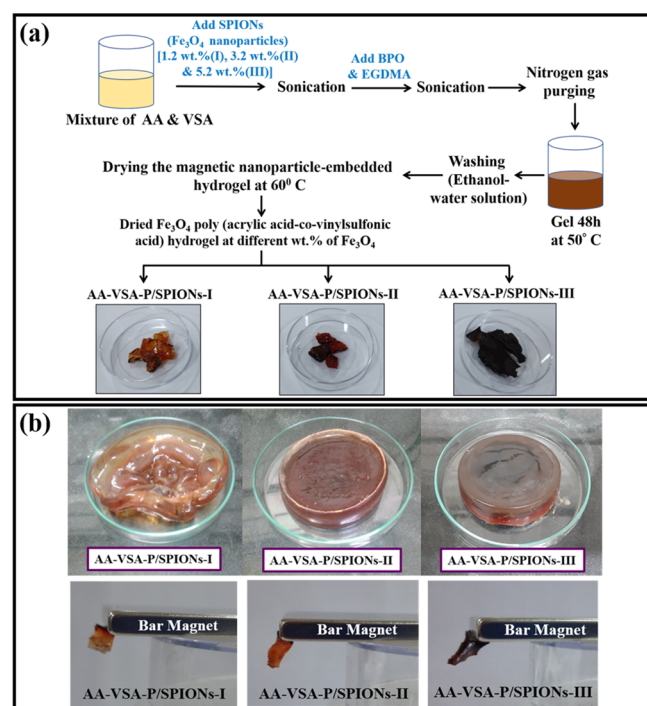 (a)
Add SPIONs
(Fe3O4 nanoparticles)
[1.2 wt.%(I), 3.2 wt.%(II)
& 5.2 wt.%(III)]
Mixture of AA & VSA
Sonication
Add BPO
& EGDMA
Sonication
Nitrogen gas
purging
Gel 48h
at 50° C
Washing
(Ethanol-
water solution)
Drying the magnetic nanoparticle-embedded
hydrogel at 60⁰ C
Dried Fe3O4 poly (acrylic acid-co-vinylsulfonic
acid) hydrogel at different wt.% of Fe3O4
AA-VSA-P/SPIONs-I
AA-VSA-P/SPIONs-II
AA-VSA-P/SPIONs-III
(b)
AA-VSA-P/SPIONs-I
AA-VSA-P/SPIONs-II
AA-VSA-P/SPIONs-III
Bar Magnet
Bar Magnet
Bar Magnet
AA-VSA-P/SPIONs-I
AA-VSA-P/SPIONs-II
AA-VSA-P/SPIONs-III